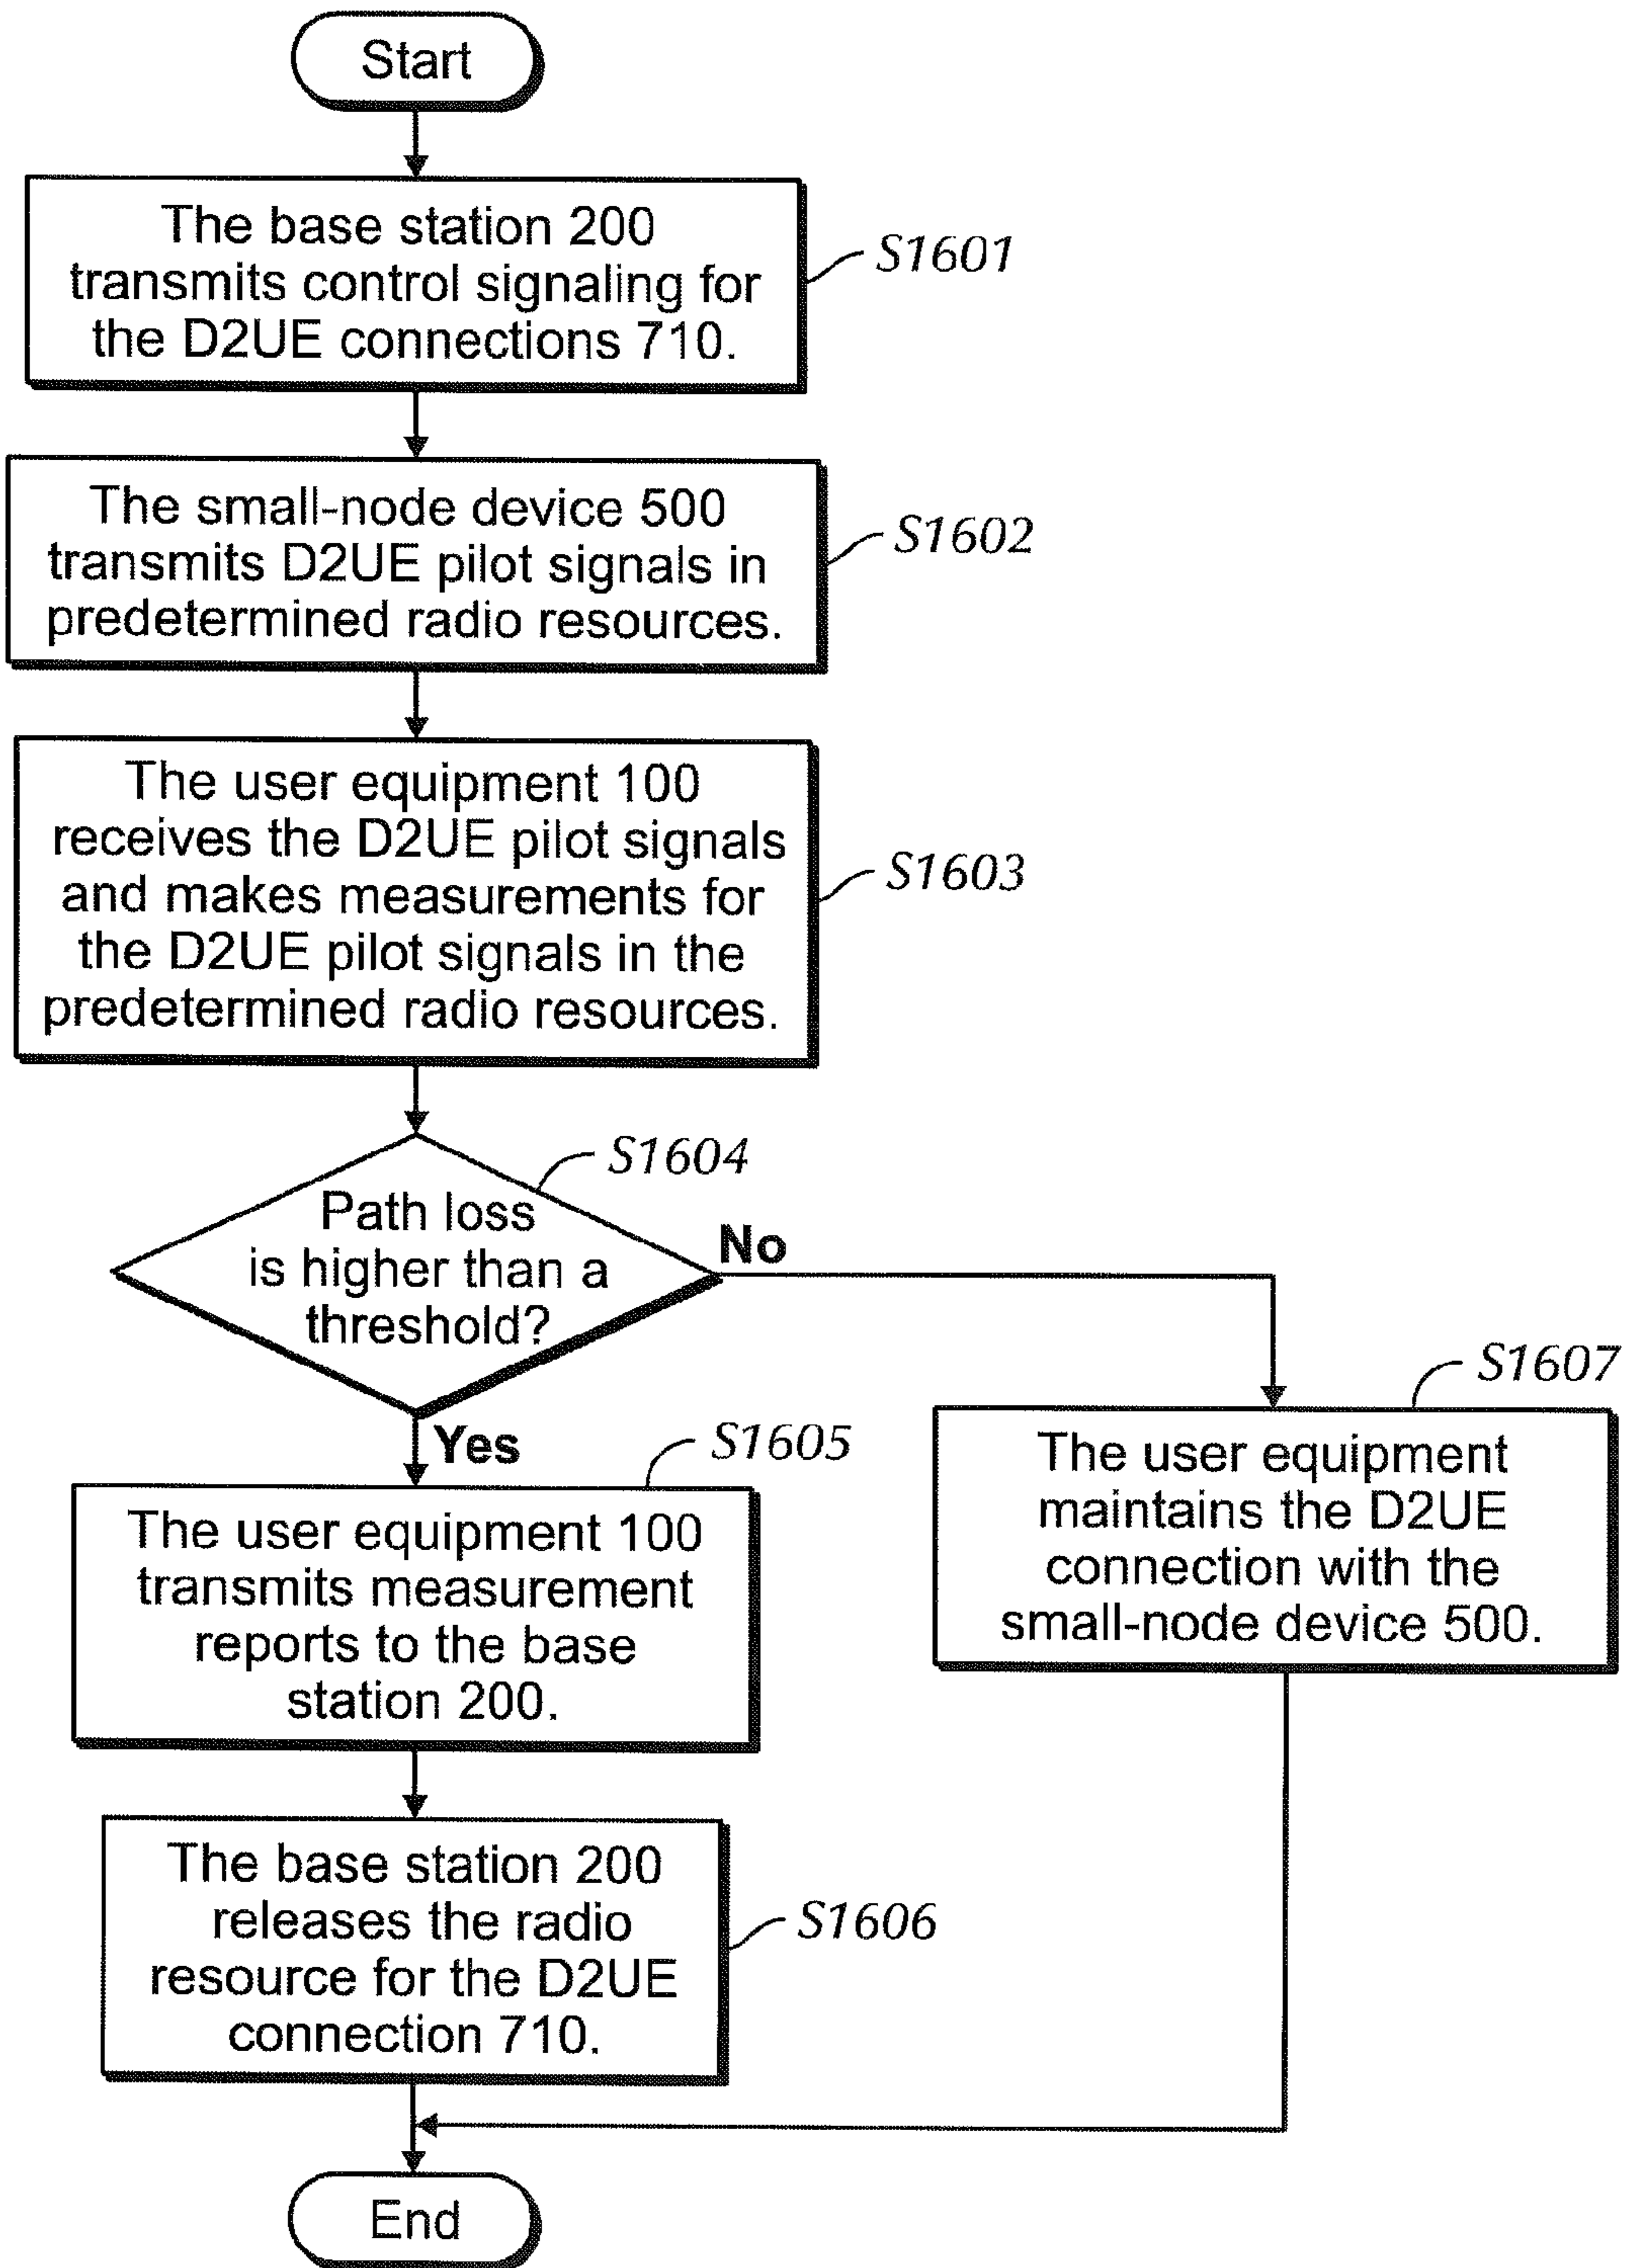 Start
The base station 200
transmits control signaling for
the D2UE connections 710.
S1601
The small-node device 500
transmits D2UE pilot signals in
predetermined radio resources.
S1602
The user equipment 100
receives the D2UE pilot signals
and makes measurements for
the D2UE pilot signals in the
predetermined radio resources.
S1603
S1604
Path loss
is higher than a
threshold?
No
Yes
S1605
The user equipment 100
transmits measurement
reports to the base
station 200.
S1607
The user equipment
maintains the D2UE
connection with the
small-node device 500.
The base station 200
releases the radio
resource for the D2UE
connection 710.
S1606
End